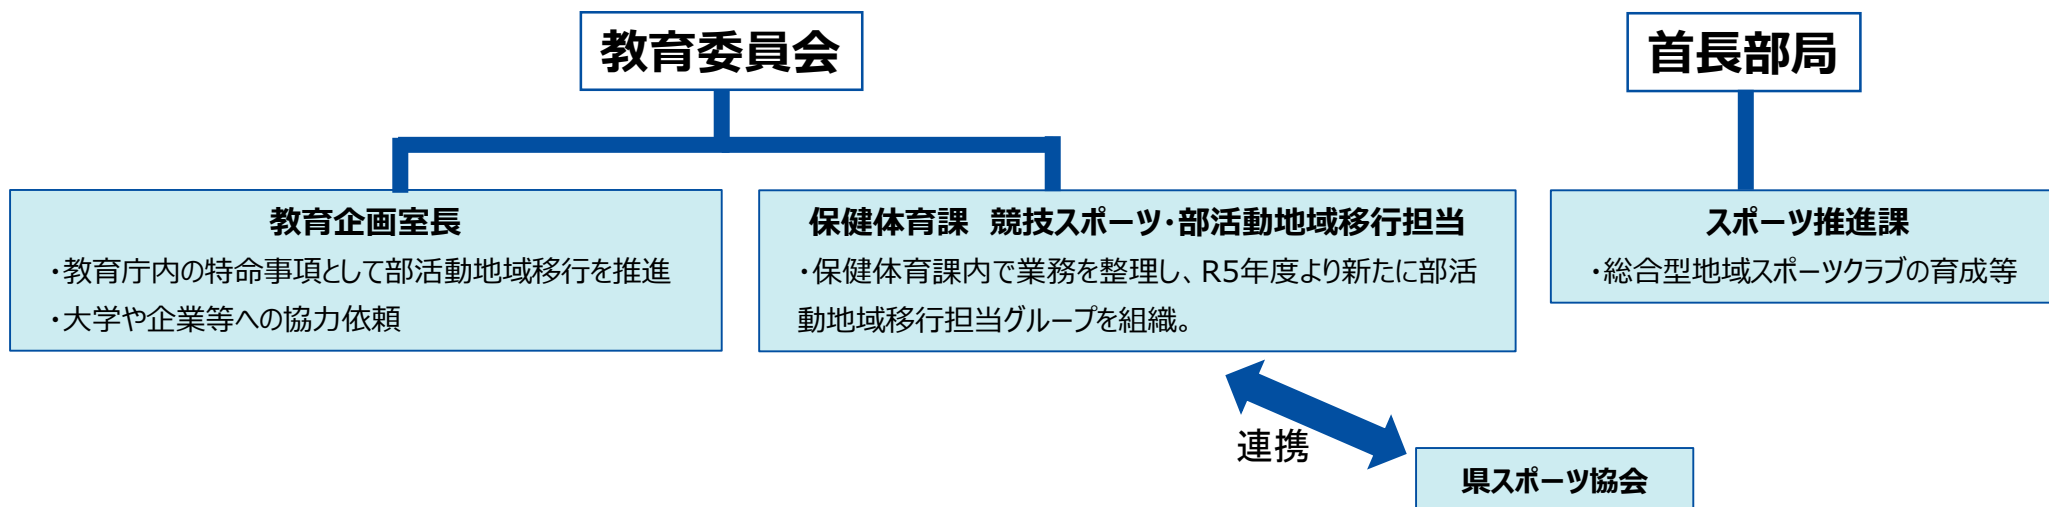 教育委員会
首長部局
教育企画室長
・教育庁内の特命事項として部活動地域移行を推進
・大学や企業等への協力依頼
保健体育課　競技スポーツ・部活動地域移行担当
・保健体育課内で業務を整理し、R5年度より新たに部活
動地域移行担当グループを組織。
スポーツ推進課
・総合型地域スポーツクラブの育成等
連携
県スポーツ協会